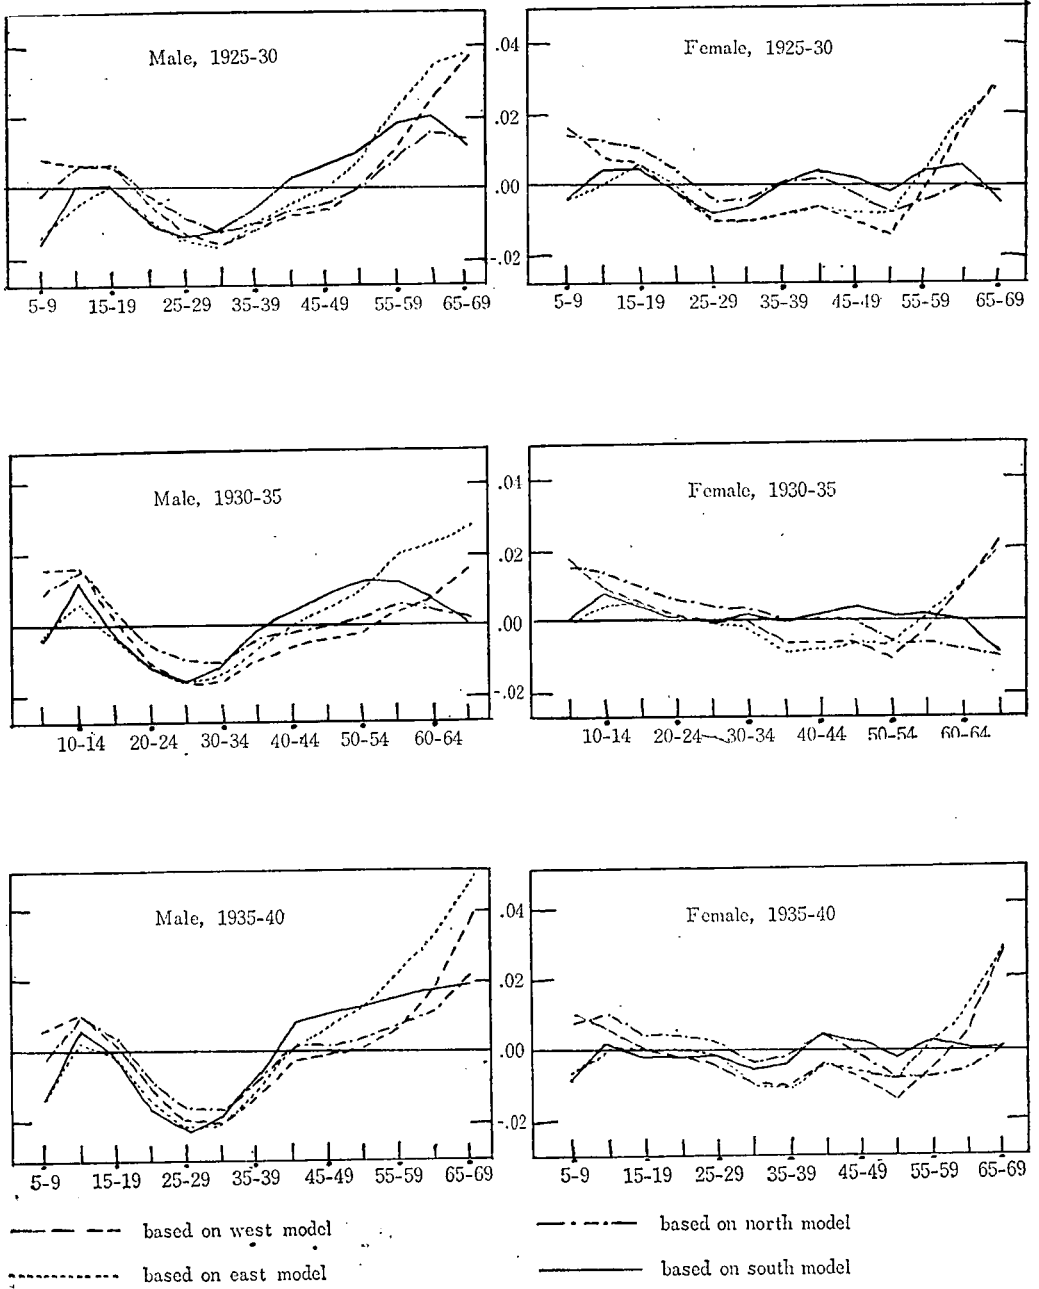 Male, 1925-30
Female, 1925-30
.04
.02
.00
-.02
5-9 15-19 25-29 35-39 45-49 55-59 65-69
5-9 15-19 25-29 35-39 45-49 55-59 65-69
Male, 1930-35
Female, 1930-35
.04
.02
.00
-.02
10-14 20-24 30-34 40-44 50-54 60-64
10-14 20-24 30-34 40-44 50-54 60-64
Male, 1935-40
Female, 1935-40
.04
.02
.00
-.02
5-9 15-19 25-29 35-39 45-49 55-59 65-69
5-9 15-19 25-29 35-39 45-49 55-59 65-69
based on west model
based on north model
based on east model
based on south model